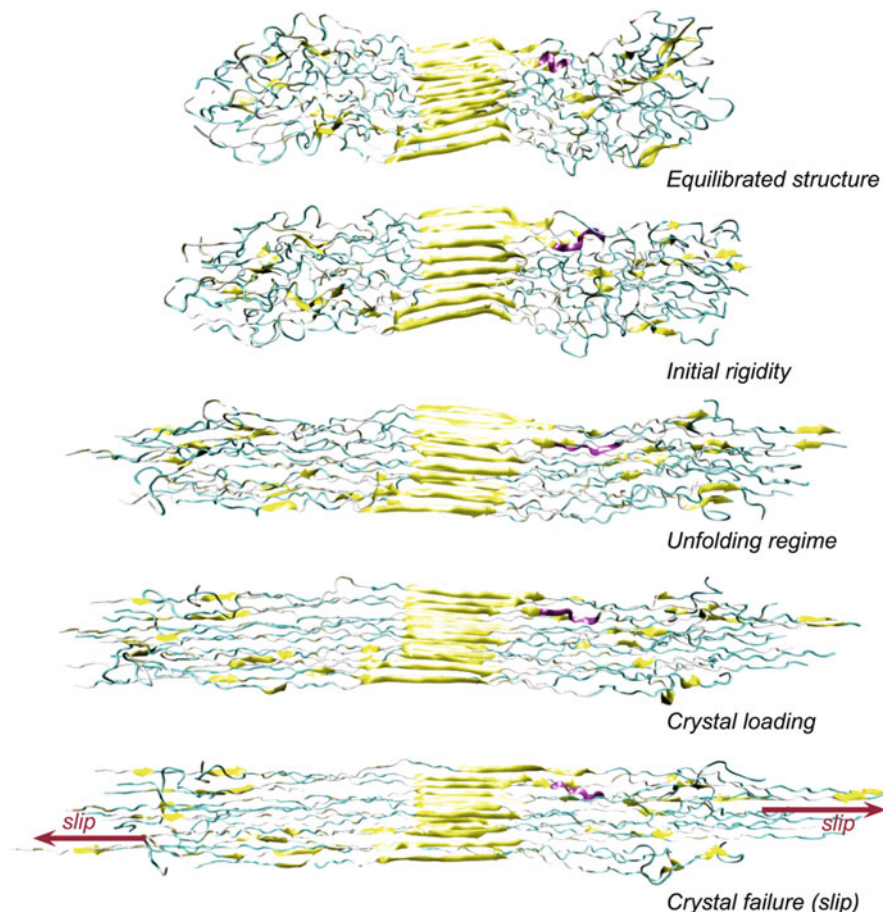 Equilibrated structure
Initial rigidity
Unfolding regime
Crystal loading
slip
slip
Crystal failure (slip)